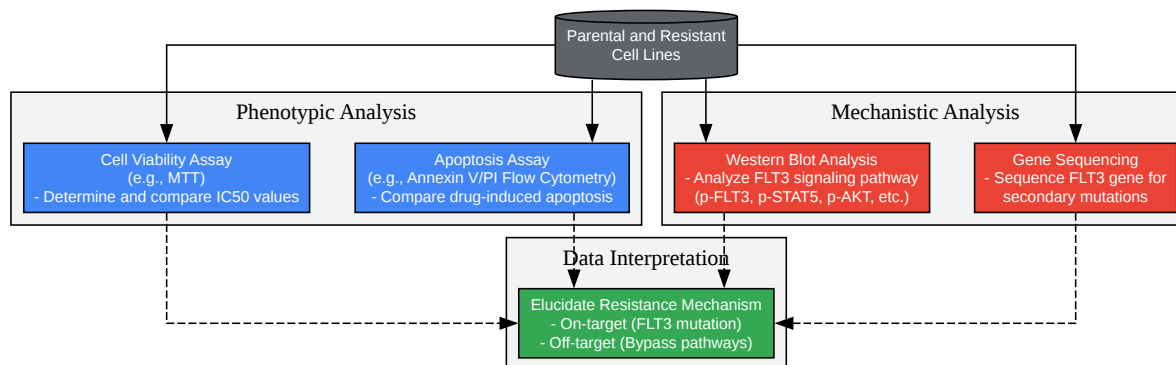 Parental and Resistant
Cell Lines
Phenotypic Analysis
Cell Viability Assay
(e.g., MTT)
- Determine and compare IC50 values
Apoptosis Assay
(e.g., Annexin V/PI Flow Cytometry)
- Compare drug-induced apoptosis
Mechanistic Analysis
Western Blot Analysis
- Analyze FLT3 signaling pathway
(p-FLT3, p-STAT5, p-AKT, etc.)
Gene Sequencing
- Sequence FLT3 gene for
secondary mutations
Data Interpretation
Elucidate Resistance Mechanism
- On-target (FLT3 mutation)
- Off-target (Bypass pathways)